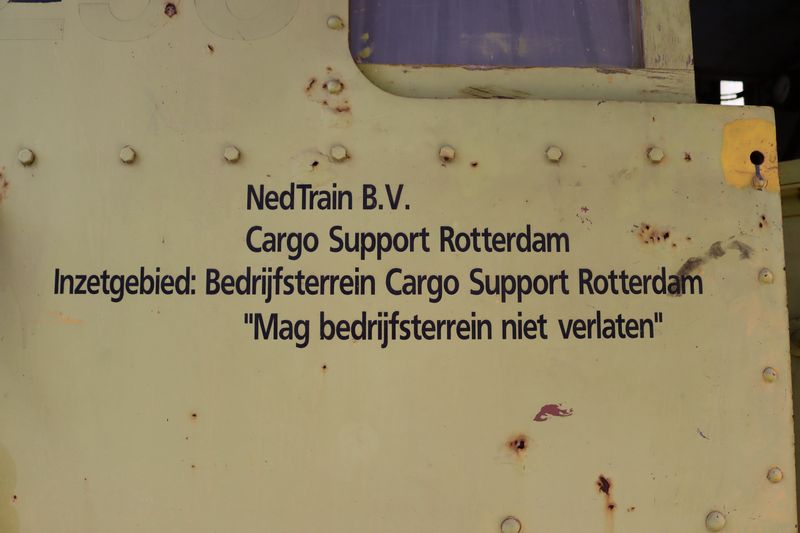 NedTrain B.V.
Cargo Support Rotterdam
Inzetgebied: Bedrijfsterrein Cargo Support Rotterdam
"Mag bedrijfsterrein niet verlaten"